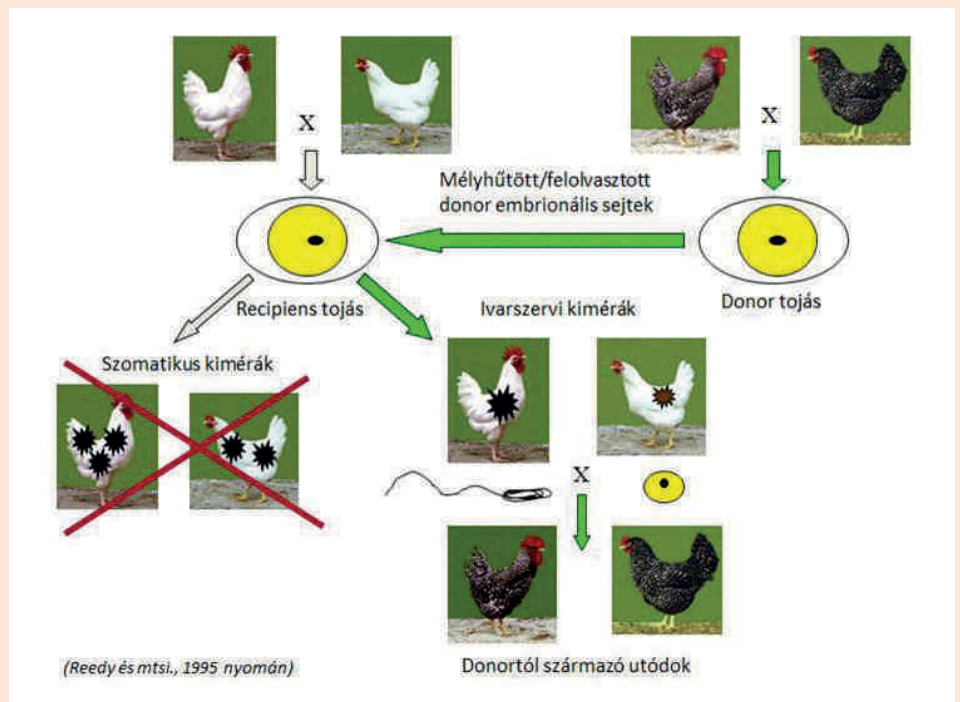 X
X
Mélyhűtött/felolvasztott
donor embrionális sejtek
Recipiens tojás
Donor tojás
Ivarszervi kimérák
Szomatikus kimérák
X
Donortól származó utódok
(Reedy és mtsi., 1995 nyomán)